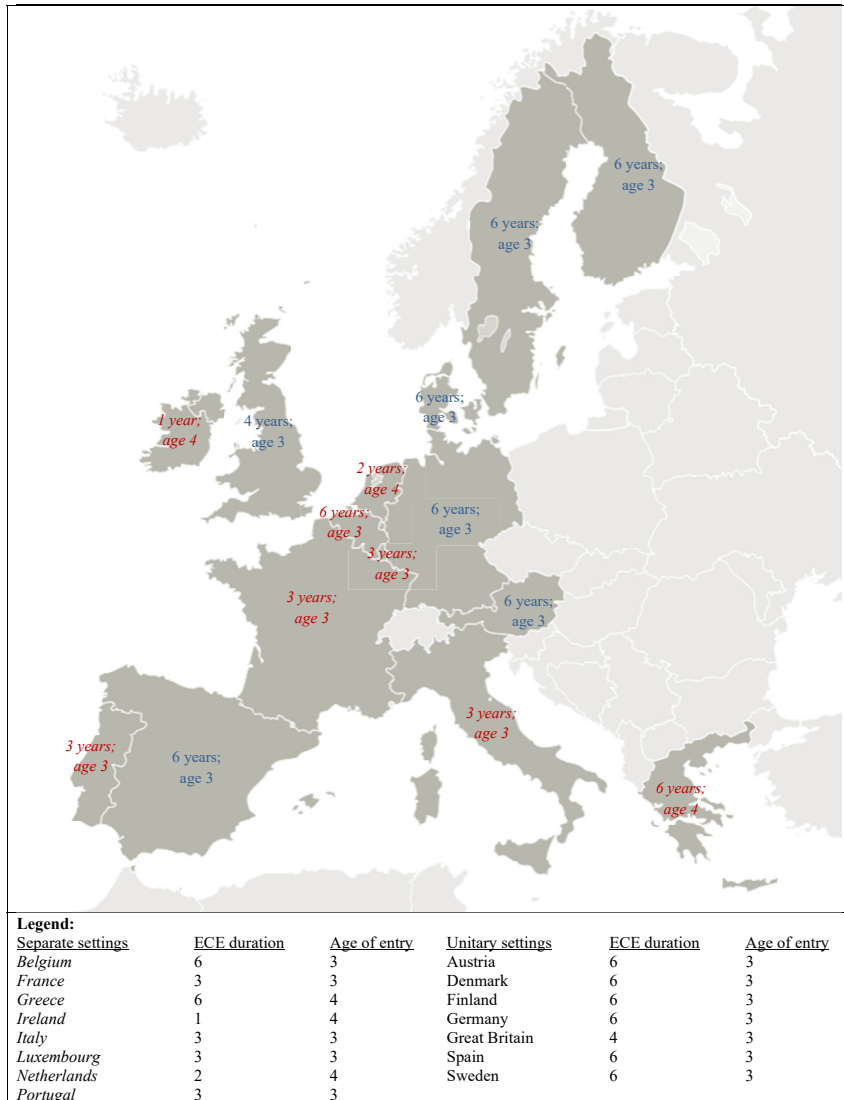 6 years;
age 3
6 years;
age 3
6 years;
age 3
1 year;
age 4
4 years;
age 3
2 years;
age 4
6 years;
age 3
6 years;
age 3
3 years;
age 3
3 years;
age 3
6 years;
age 3
3 years;
age 3
3 years;
age 3
6 years;
age 3
6 years;
age 4
Legend:
Separate settings ECE duration Age of entry Unitary settings ECE duration Age of entry
Belgium 6 3 Austria 6 3
France 3 3 Denmark 6 3
Greece 6 4 Finland 6 3
Ireland 1 4 Germany 6 3
Italy 3 3 Great Britain 4 3
Luxembourg 3 3 Spain 6 3
Netherlands 2 4 Sweden 6 3
Portugal 3 3